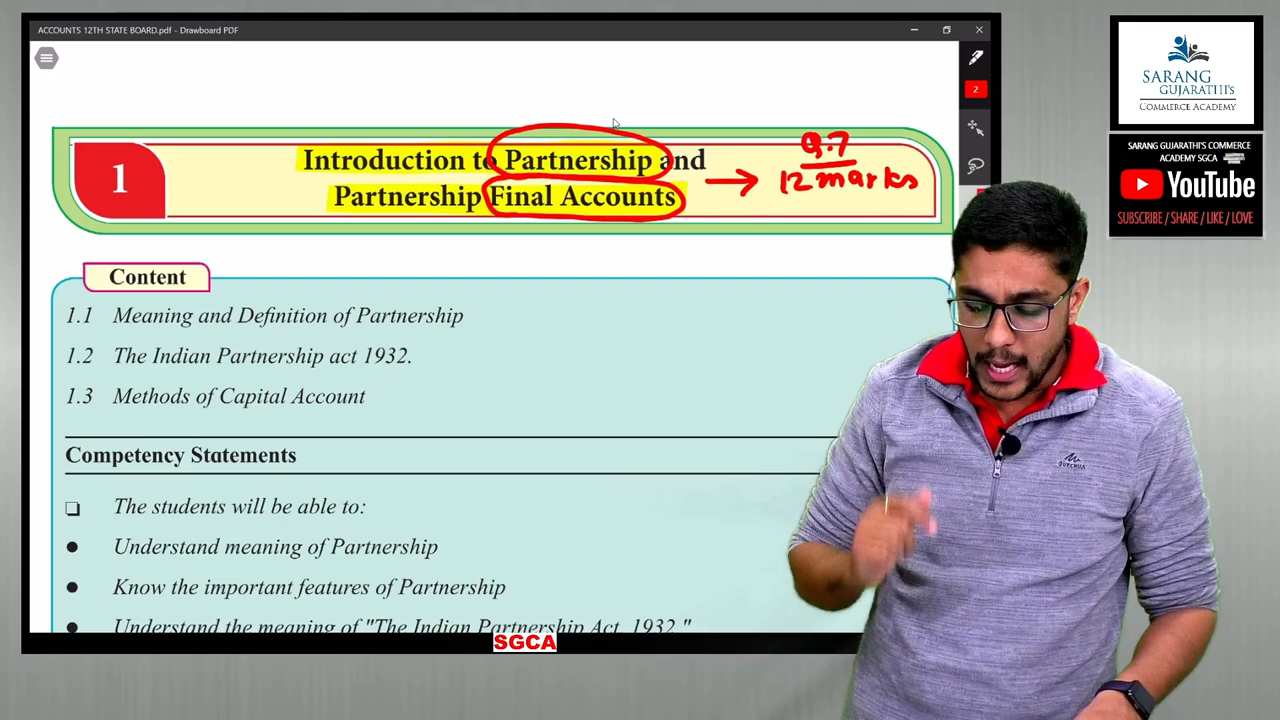 ACCOUNTS 12TH STATE BOARD.pdf - Drawboard PDF
2
1
Introduction to Partnership and
Partnership Final Accounts
Q.7
12 marks
Content
1.1 Meaning and Definition of Partnership
1.2 The Indian Partnership act 1932.
1.3 Methods of Capital Account
Competency Statements
The students will be able to:
Understand meaning of Partnership
Know the important features of Partnership
Understand the meaning of "The Indian Partnership Act, 1932."
SGCA
SARANG
GUJARATHI'S
COMMERCE ACADEMY
SARANG GUJARATHI'S COMMERCE
ACADEMY SGCA
YouTube
SUBSCRIBE / SHARE / LIKE / LOVE
QUECHUA